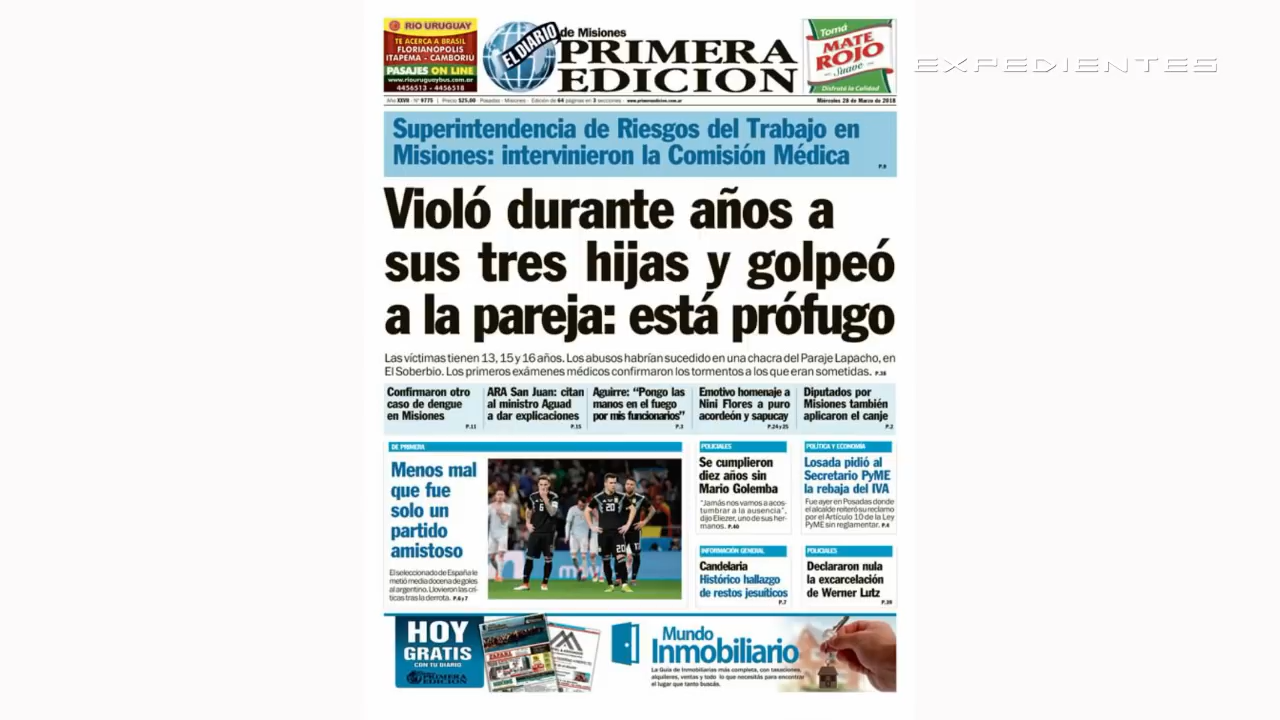 RIO URUGUAY
TE ACERCA A BRASIL
FLORIANOPOLIS
ITAPEMA - CAMBORIU
PASAJES ON LINE
www.riouruguaybus.com.ar
4456513 - 4456518
EL DIARIO
de Misiones
PRIMERA
EDICION
Tomá
MATE
ROJO
Suave
Disfrutá la Calidad
EXPEDIENTES
Año XXVII - Nº 9775 | Precio $25,00 - Posadas - Misiones - Edición de 64 páginas en 3 secciones - www.primeraedicion.com.ar
Miércoles 28 de Marzo de 2018
Superintendencia de Riesgos del Trabajo en
Misiones: intervinieron la Comisión Médica
P.9
Violó durante años a
sus tres hijas y golpeó
a la pareja: está prófugo
Las víctimas tienen 13, 15 y 16 años. Los abusos habrían sucedido en una chacra del Paraje Lapacho, en
El Soberbio. Los primeros exámenes médicos confirmaron los tormentos a los que eran sometidas. P.38
Confirmaron otro
caso de dengue
en Misiones
P.11
ARA San Juan: citan
al ministro Aguad
a dar explicaciones
P.15
Aguirre: “Pongo las
manos en el fuego
por mis funcionarios”
P.3
Emotivo homenaje a
Nini Flores a puro
acordeón y sapucay
P.24 y 25
Diputados por
Misiones también
aplicaron el canje
P.2
DE PRIMERA
Menos mal
que fue
solo un
partido
amistoso
El seleccionado de España le
metió media docena de goles
al argentino. Llovieron las crí-
ticas tras la derrota. P.6 y 7
POLICIALES
Se cumplieron
diez años sin
Mario Golemba
“Jamás nos vamos a acos-
tumbrar a la ausencia”,
dijo Eliezer, uno de sus her-
manos. P.40
POLÍTICA Y ECONOMÍA
Losada pidió al
Secretario PyME
la rebaja del IVA
Fue ayer en Posadas donde
el alcalde reiteró su reclamo
por el Artículo 10 de la Ley
PyME sin reglamentar. P.4
INFORMACIÓN GENERAL
Candelaria
Histórico hallazgo
de restos jesuíticos
P.7
POLICIALES
Declararon nula
la excarcelación
de Werner Lutz
HOY
GRATIS
CON TU DIARIO
PRIMERA
EDICION
Mundo
Inmobiliario
La Guía de Inmobiliarias más completa, con tasaciones,
alquileres, ventas y todo lo que necesitás para encontrar
el lugar que tanto buscás.